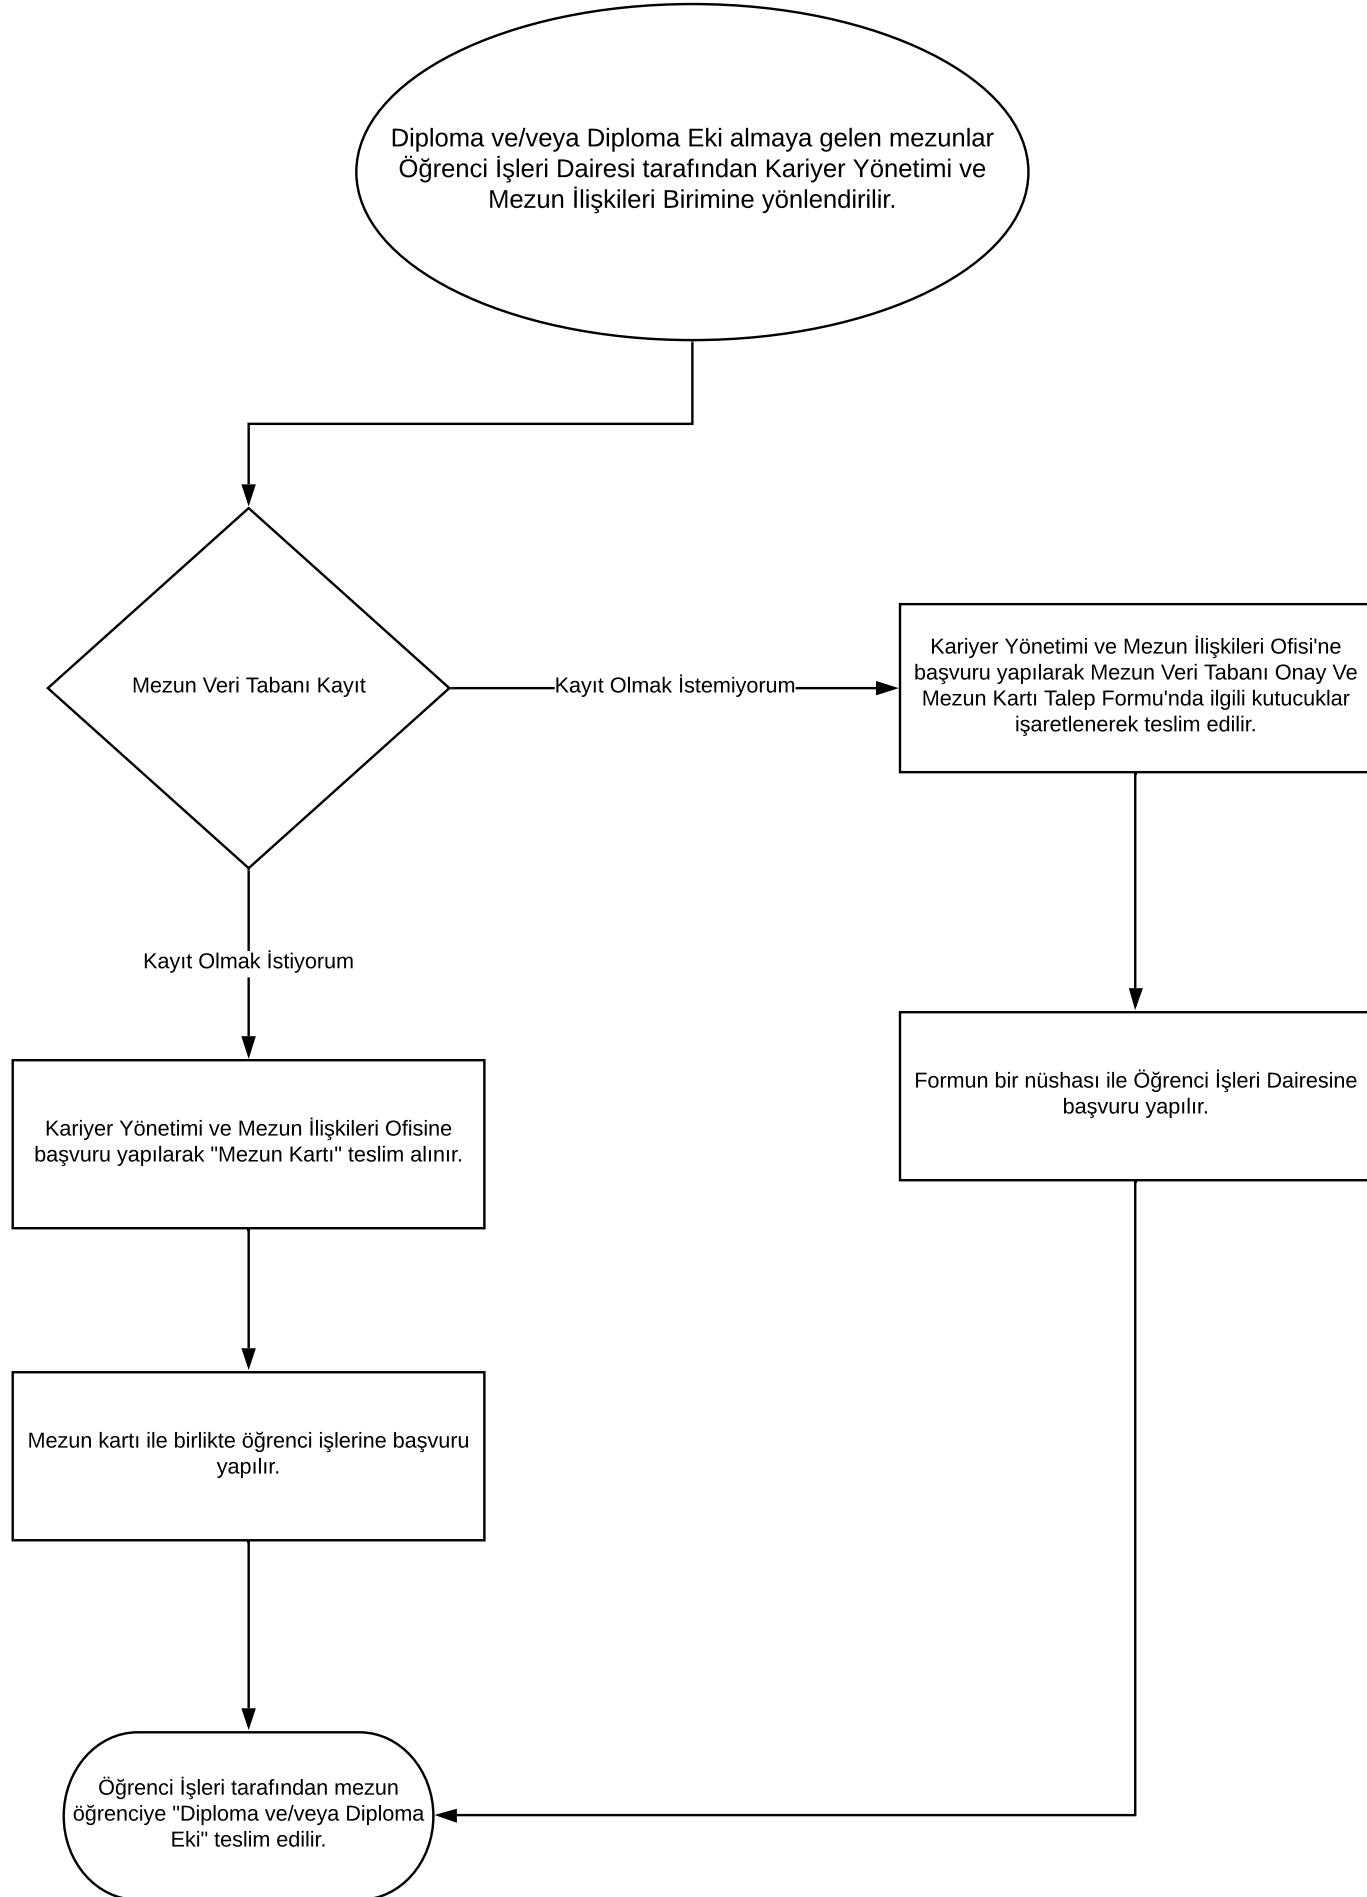 Diploma ve/veya Diploma Eki almaya gelen mezunlar
Öğrenci İşleri Dairesi tarafından Kariyer Yönetimi ve
Mezun İlişkileri Birimine yönlendirilir.
Mezun Veri Tabanı Kayıt
Kayıt Olmak İstemiyorum
Kariyer Yönetimi ve Mezun İlişkileri Ofisi'ne
başvuru yapılarak Mezun Veri Tabanı Onay Ve
Mezun Kartı Talep Formu'nda ilgili kutucuklar
işaretlenerek teslim edilir.
Kayıt Olmak İstiyorum
Formun bir nüshası ile Öğrenci İşleri Dairesine
başvuru yapılır.
Kariyer Yönetimi ve Mezun İlişkileri Ofisine
başvuru yapılarak "Mezun Kartı" teslim alınır.
Mezun kartı ile birlikte öğrenci işlerine başvuru
yapılır.
Öğrenci İşleri tarafından mezun
öğrenciye "Diploma ve/veya Diploma
Eki" teslim edilir.